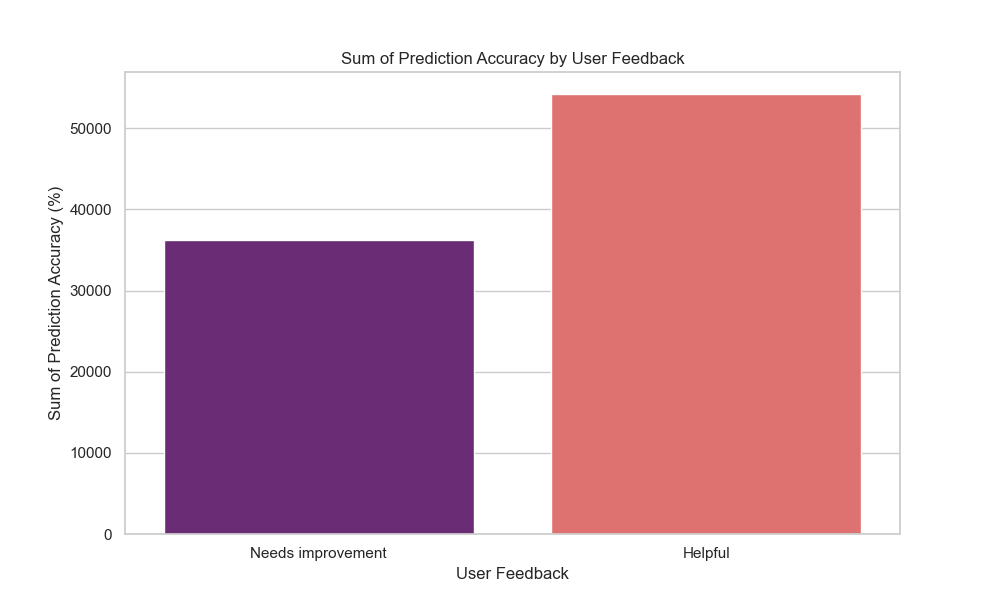 Sum of Prediction Accuracy by User Feedback
Sum of Prediction Accuracy (%)
50000
40000
30000
20000
10000
0
Needs improvement
Helpful
User Feedback